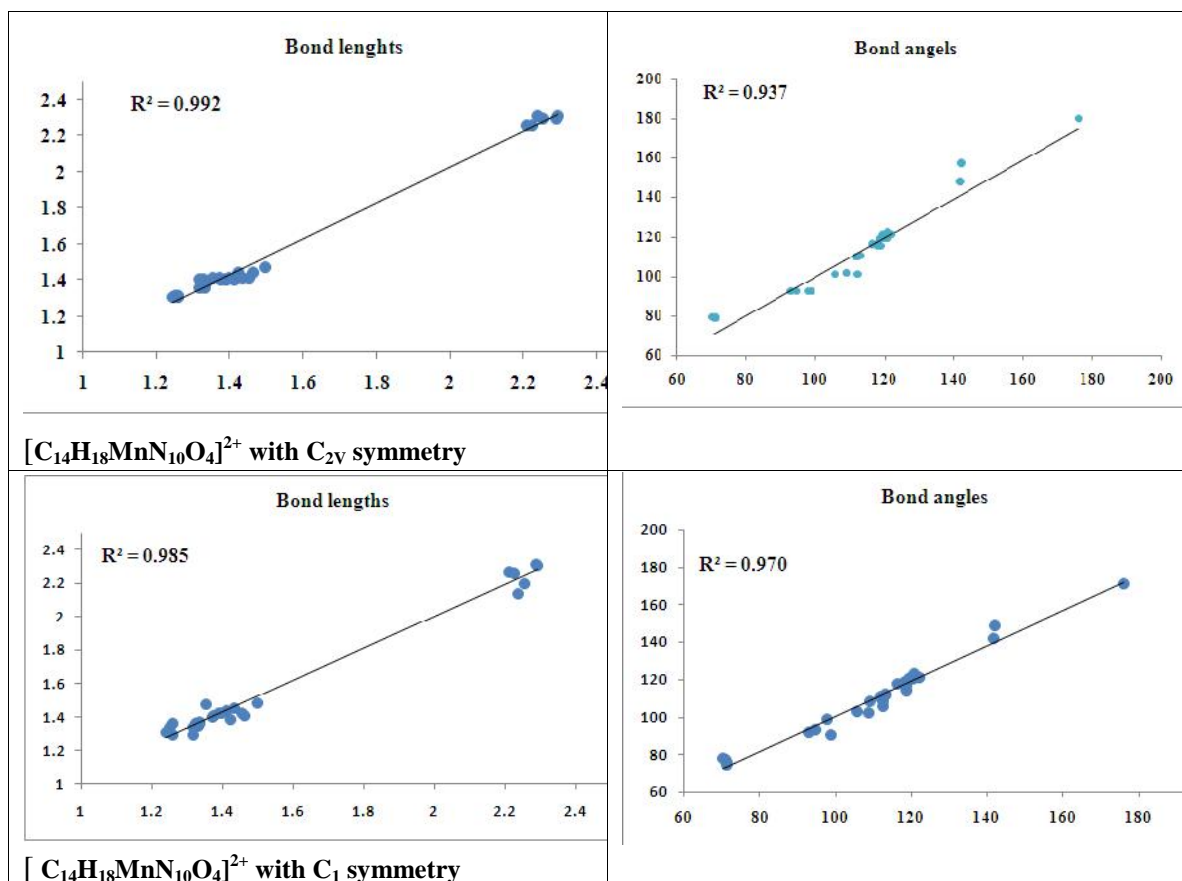 Bond lenghts
R² = 0.992
2.4
2.2
2
1.8
1.6
1.4
1.2
1
1 1.2 1.4 1.6 1.8 2 2.2 2.4
[C₁₄H₁₈MnN₁₀O₄]²⁺ with C₂V symmetry
Bond angels
R² = 0.937
200
180
160
140
120
100
80
60
60 80 100 120 140 160 180 200
Bond lengths
R² = 0.985
2.4
2.2
2
1.8
1.6
1.4
1.2
1
1 1.2 1.4 1.6 1.8 2 2.2 2.4
[ C₁₄H₁₈MnN₁₀O₄]²⁺ with C₁ symmetry
Bond angles
R² = 0.970
200
180
160
140
120
100
80
60
60 80 100 120 140 160 180